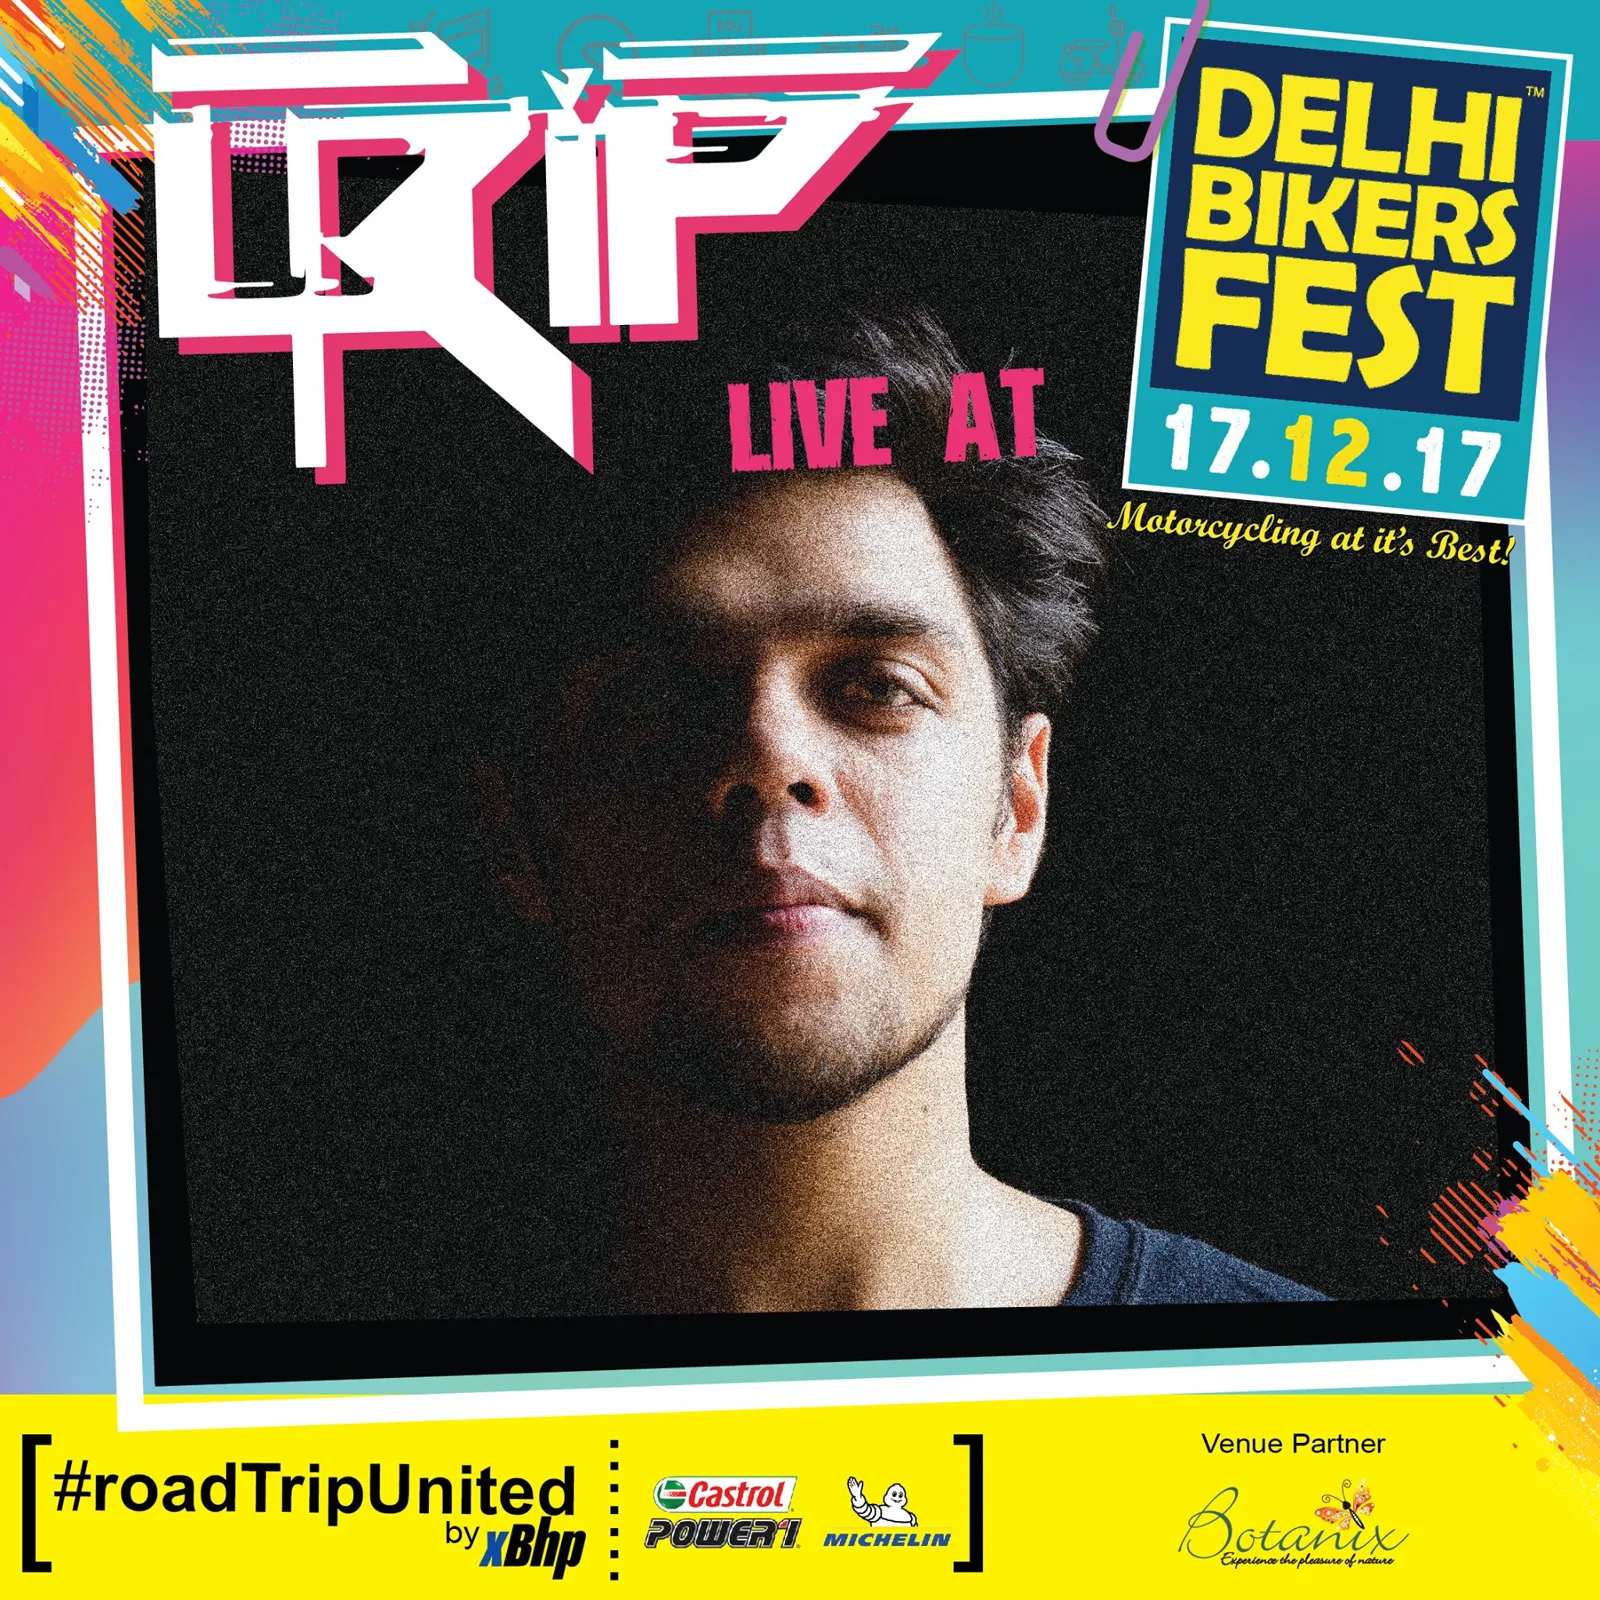 TRiP
LIVE AT
DELHI™
BIKERS
FEST
17.12.17
Motorcycling at it's Best!
[#roadTripUnited
by xBhp
Castrol
POWER1
MICHELIN]
Venue Partner
Botanix
Experience the pleasure of nature